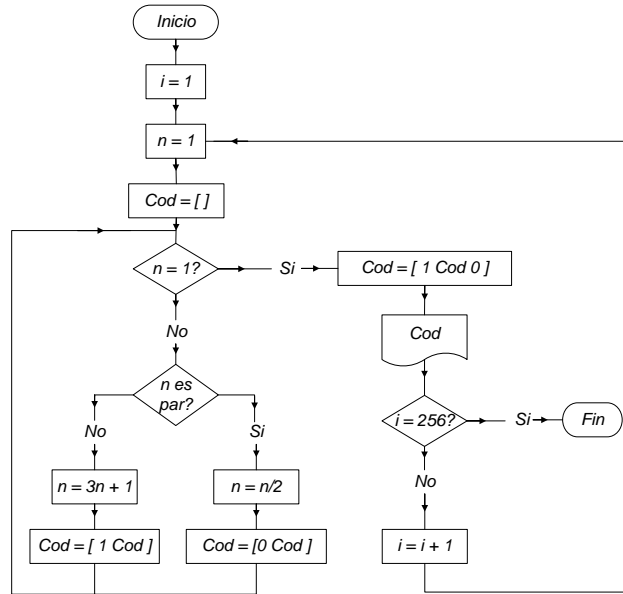 Inicio
i = 1
n = 1
Cod = [ ]
n = 1?
Si
Cod = [ 1 Cod 0 ]
Cod
No
n es
par?
i = 256?
Si
Fin
No
Si
No
n = 3n + 1
n = n/2
Cod = [ 1 Cod ]
Cod = [0 Cod ]
i = i + 1